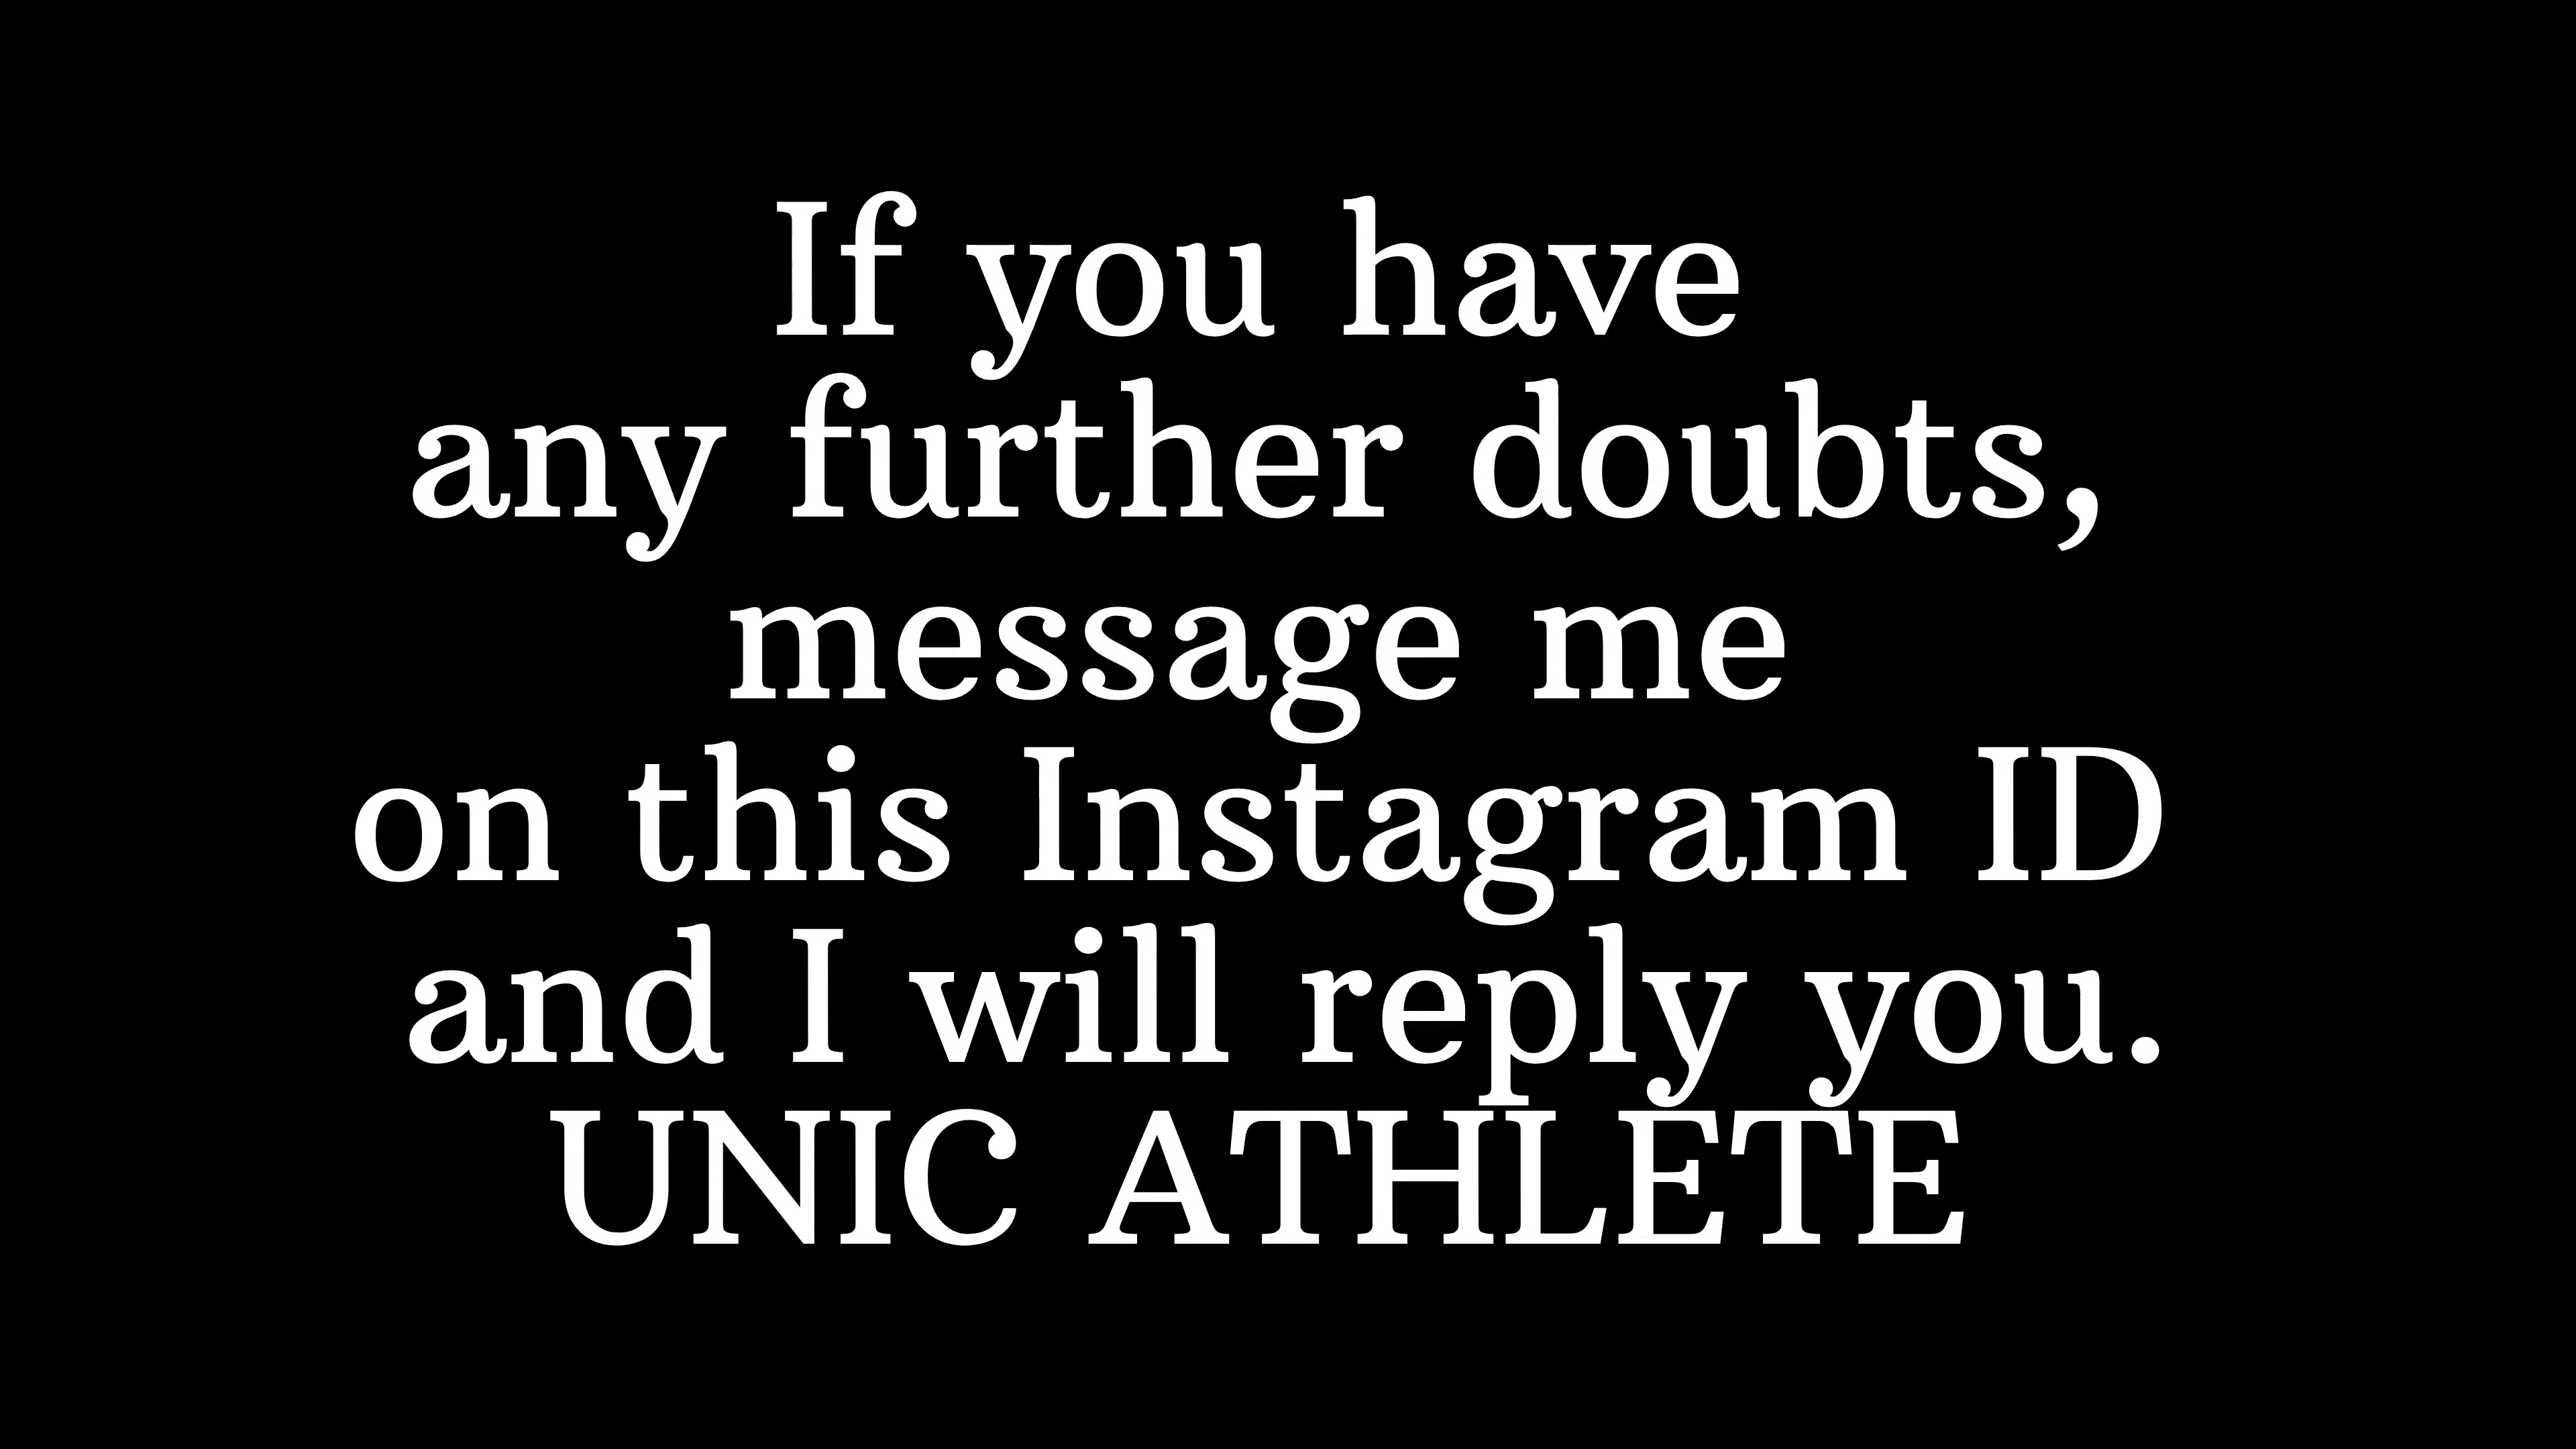 If you have
any further doubts,
message me
on this Instagram ID
and I will reply you.
UNIC ATHLETE